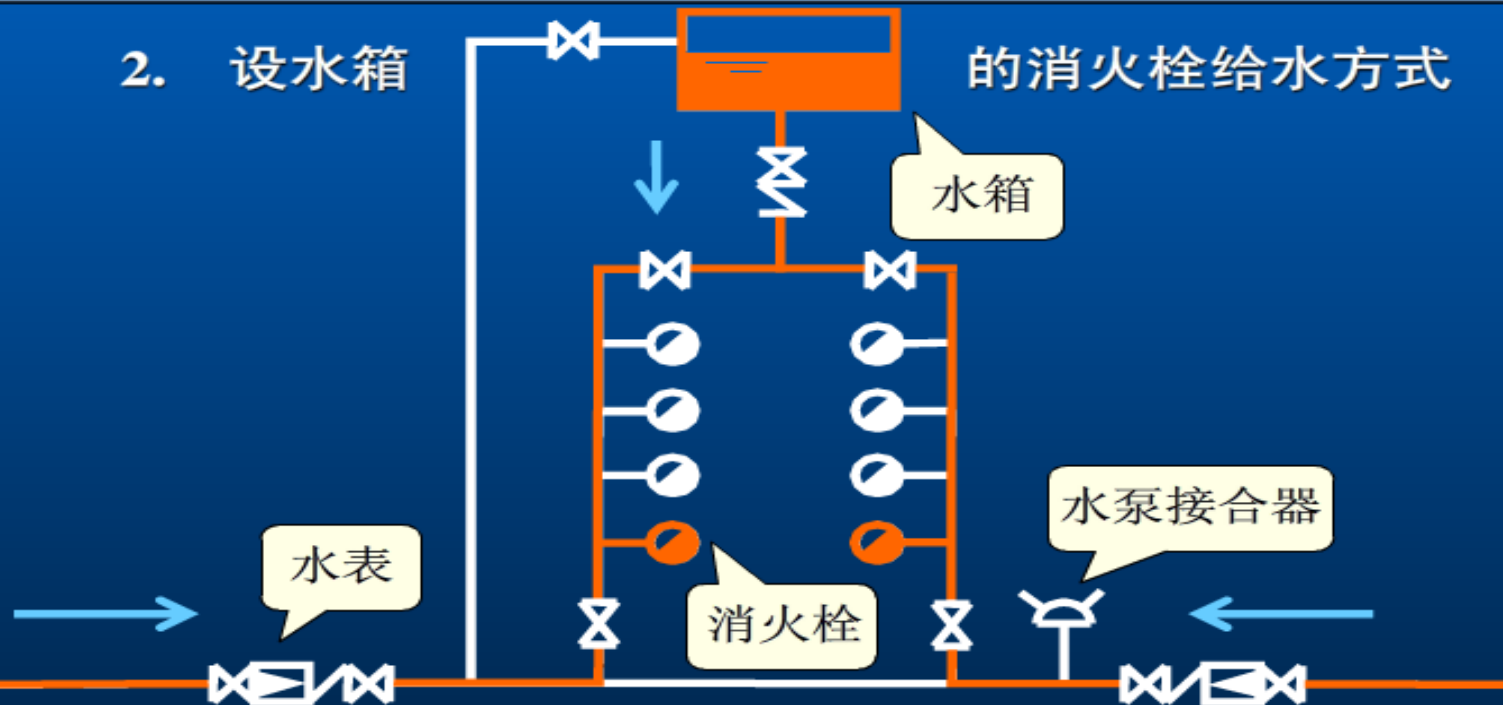 2. 设水箱 的消火栓给水方式
水箱
水泵接合器
水表
消火栓